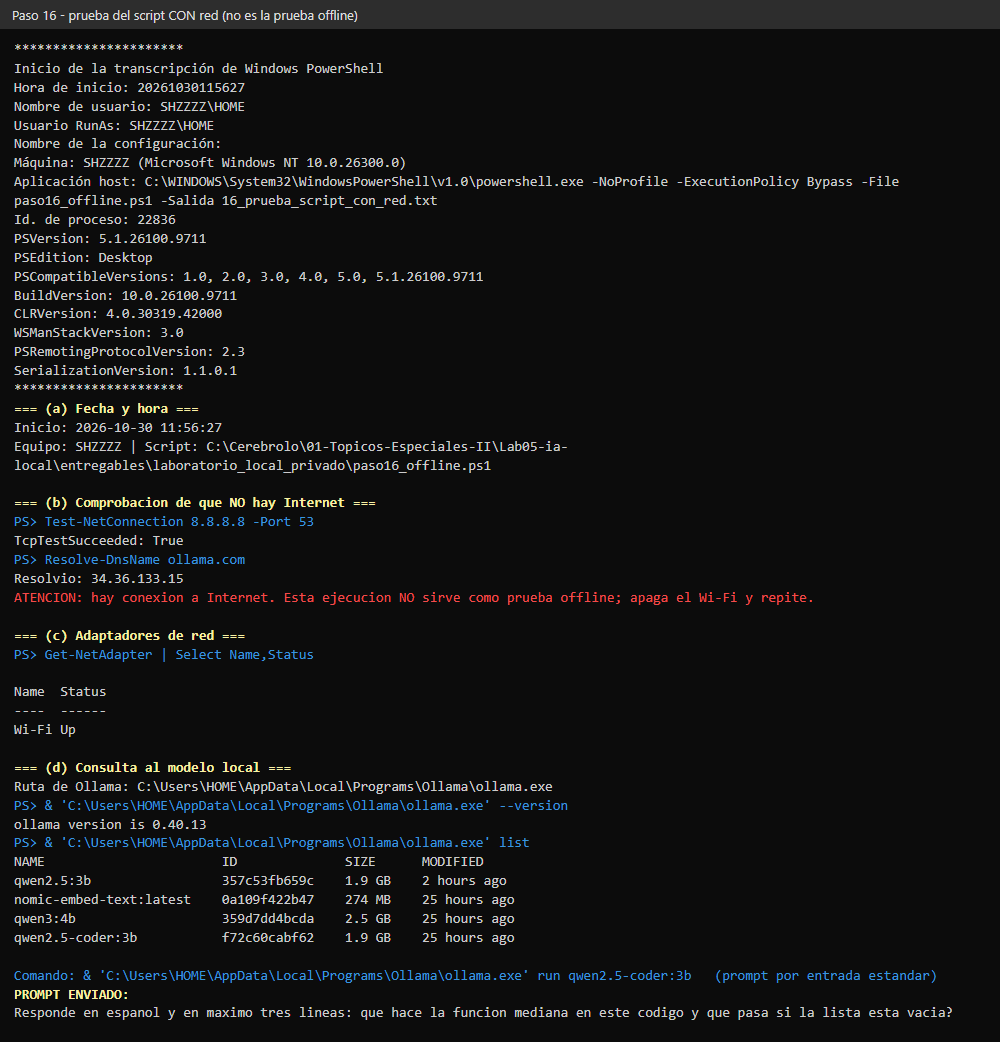 Paso 16 - prueba del script CON red (no es la prueba offline)
**********************
Inicio de la transcripción de Windows PowerShell
Hora de inicio: 20261030115627
Nombre de usuario: SHZZZZ\HOME
Usuario RunAs: SHZZZZ\HOME
Nombre de la configuración:
Máquina: SHZZZZ (Microsoft Windows NT 10.0.26300.0)
Aplicación host: C:\WINDOWS\System32\WindowsPowerShell\v1.0\powershell.exe -NoProfile -ExecutionPolicy Bypass -File
paso16_offline.ps1 -Salida 16_prueba_script_con_red.txt
Id. de proceso: 22836
PSVersion: 5.1.26100.9711
PSEdition: Desktop
PSCompatibleVersions: 1.0, 2.0, 3.0, 4.0, 5.0, 5.1.26100.9711
BuildVersion: 10.0.26100.9711
CLRVersion: 4.0.30319.42000
WSManStackVersion: 3.0
PSRemotingProtocolVersion: 2.3
SerializationVersion: 1.1.0.1
**********************
=== (a) Fecha y hora ===
Inicio: 2026-10-30 11:56:27
Equipo: SHZZZZ | Script: C:\Cerebrolo\01-Topicos-Especiales-II\Lab05-ia-
local\entregables\laboratorio_local_privado\paso16_offline.ps1
=== (b) Comprobacion de que NO hay Internet ===
PS> Test-NetConnection 8.8.8.8 -Port 53
TcpTestSucceeded: True
PS> Resolve-DnsName ollama.com
Resolvio: 34.36.133.15
ATENCION: hay conexion a Internet. Esta ejecucion NO sirve como prueba offline; apaga el Wi-Fi y repite.
=== (c) Adaptadores de red ===
PS> Get-NetAdapter | Select Name,Status
Name  Status
----  ------
Wi-Fi Up
=== (d) Consulta al modelo local ===
Ruta de Ollama: C:\Users\HOME\AppData\Local\Programs\Ollama\ollama.exe
PS> & 'C:\Users\HOME\AppData\Local\Programs\Ollama\ollama.exe' --version
ollama version is 0.40.13
PS> & 'C:\Users\HOME\AppData\Local\Programs\Ollama\ollama.exe' list
NAME                       ID              SIZE      MODIFIED
qwen2.5:3b                 357c53fb659c    1.9 GB    2 hours ago
nomic-embed-text:latest    0a109f422b47    274 MB    25 hours ago
qwen3:4b                   359d7dd4bcda    2.5 GB    25 hours ago
qwen2.5-coder:3b           f72c60cabf62    1.9 GB    25 hours ago
Comando: & 'C:\Users\HOME\AppData\Local\Programs\Ollama\ollama.exe' run qwen2.5-coder:3b   (prompt por entrada estandar)
PROMPT ENVIADO:
Responde en espanol y en maximo tres lineas: que hace la funcion mediana en este codigo y que pasa si la lista esta vacia?